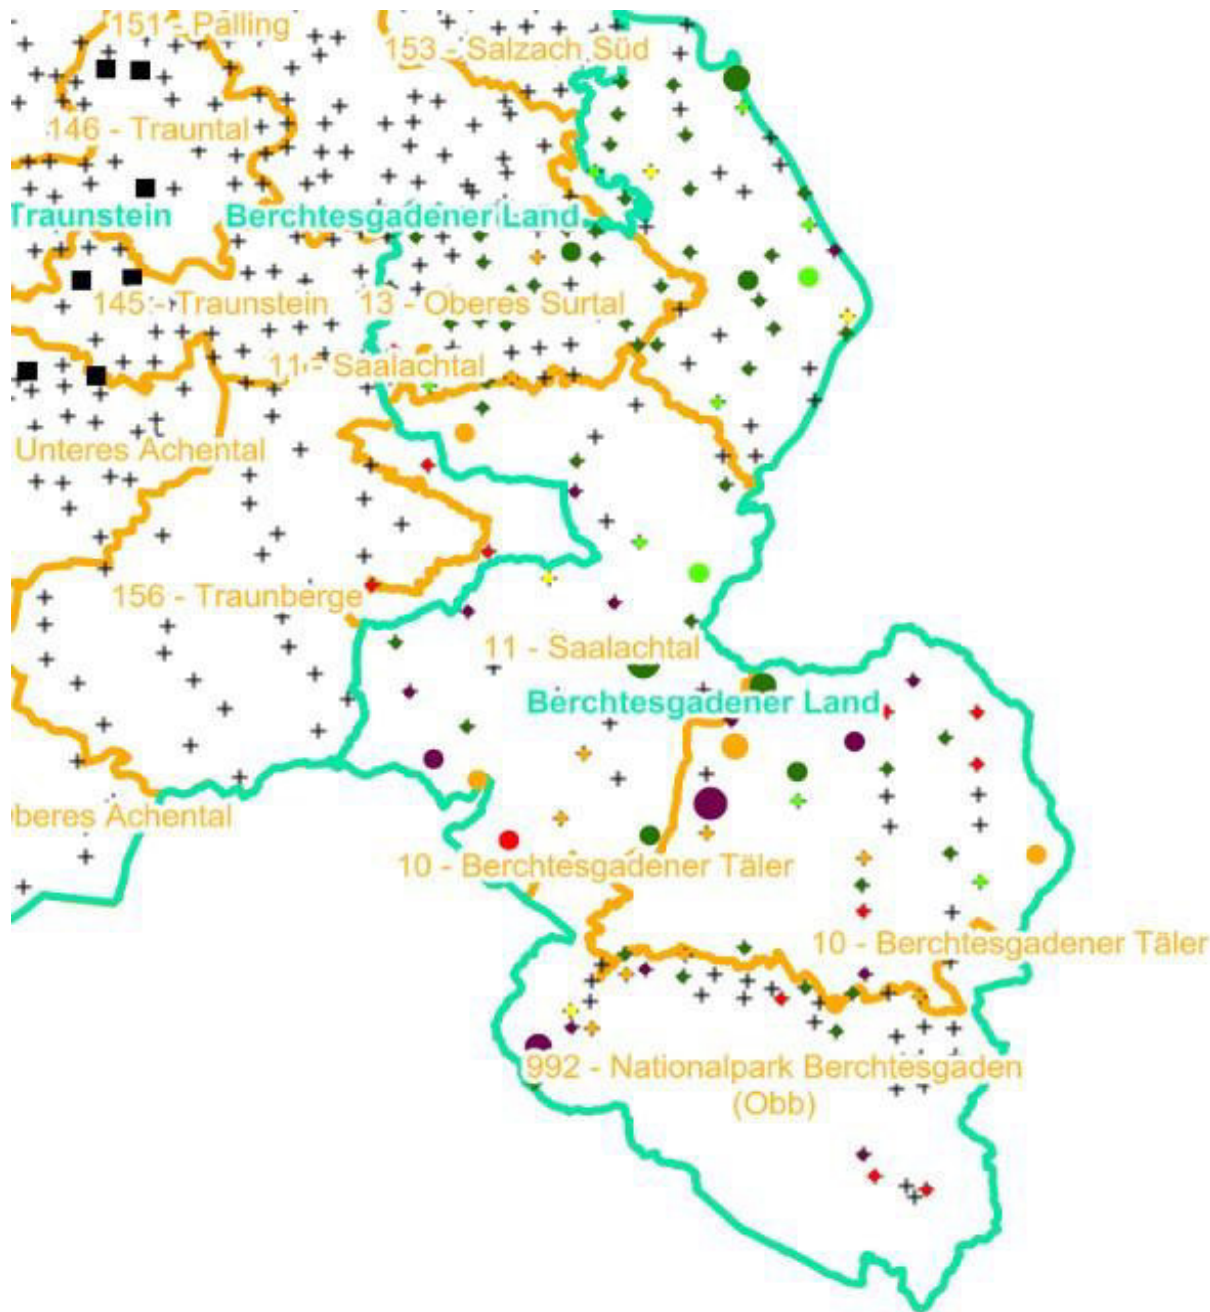 151 - Palling
153 - Salzach Süd
146 - Trauntal
Traunstein
Berchtesgadener Land
145 - Traunstein
13 - Oberes Surtal
11 - Saalachtal
Unteres Achental
156 - Traunberge
11 - Saalachtal
Berchtesgadener Land
beres Achental
10 - Berchtesgadener Täler
10 - Berchtesgadener Täler
992 - Nationalpark Berchtesgaden
(Obb)